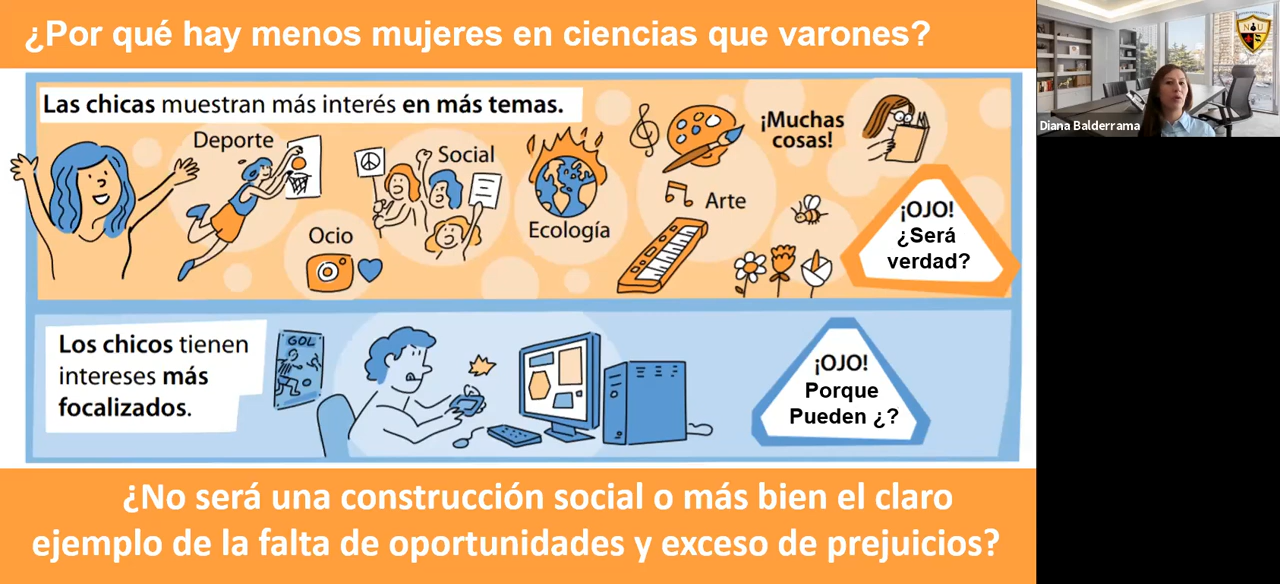 ¿Por qué hay menos mujeres en ciencias que varones?
Diana Balderrama
NU
Las chicas muestran más interés en más temas.
Deporte
Social
Ocio
Ecología
Arte
¡Muchas
cosas!
¡OJO!
¿Será
verdad?
Los chicos tienen
intereses más
focalizados.
GOL
¡OJO!
Porque
Pueden ¿?
¿No será una construcción social o más bien el claro
ejemplo de la falta de oportunidades y exceso de prejuicios?